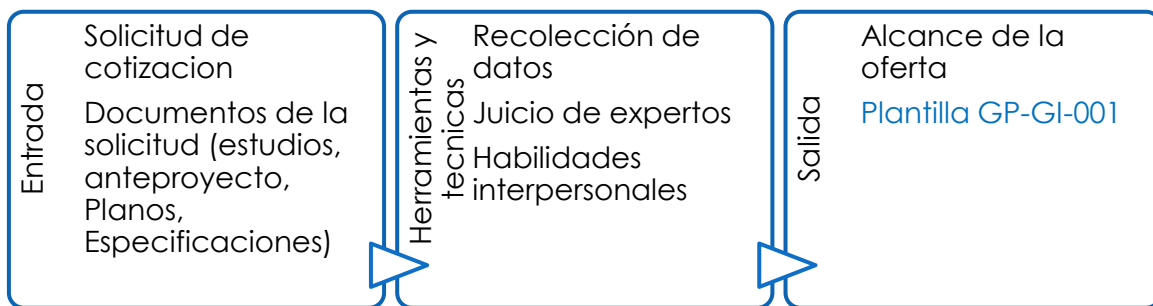 Entrada
Solicitud de
cotizacion
Documentos de la
solicitud (estudios,
anteproyecto,
Planos,
Especificaciones)
Herramientas y
tecnicas
Recolección de
datos
Juicio de expertos
Habilidades
interpersonales
Salida
Alcance de la
oferta
Plantilla GP-GI-001